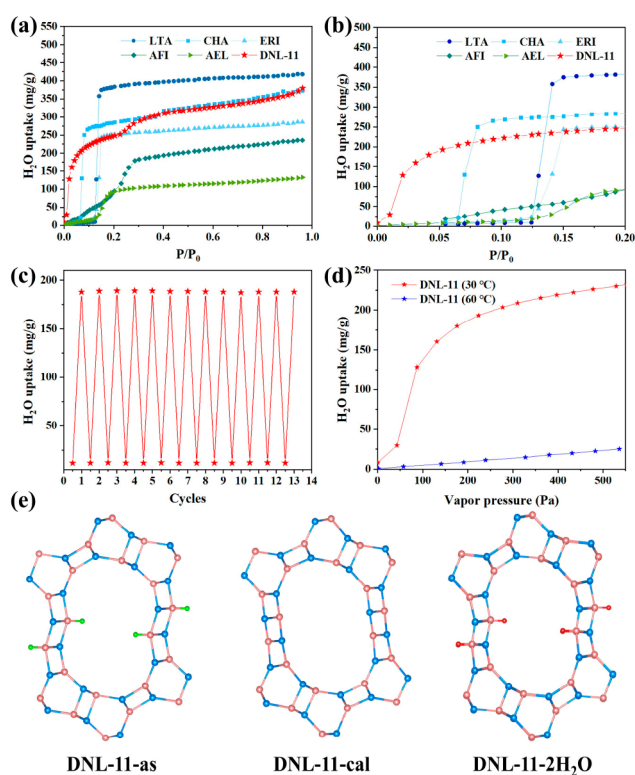 (a)
LTA CHA ERI
AFI AEL DNL-11
H₂O uptake (mg/g)
450
400
350
300
250
200
150
100
50
0
0.0 0.2 0.4 0.6 0.8 1.0
P/P₀
(b)
LTA CHA ERI
AFI AEL DNL-11
H₂O uptake (mg/g)
500
450
400
350
300
250
200
150
100
50
0
0.00 0.05 0.10 0.15 0.20
P/P₀
(c)
H₂O uptake (mg/g)
200
150
100
50
0 1 2 3 4 5 6 7 8 9 10 11 12 13 14
Cycles
(d)
DNL-11 (30 °C)
DNL-11 (60 °C)
H₂O uptake (mg/g)
250
200
150
100
50
0
0 100 200 300 400 500
Vapor pressure (Pa)
(e)
DNL-11-as DNL-11-cal DNL-11-2H₂O